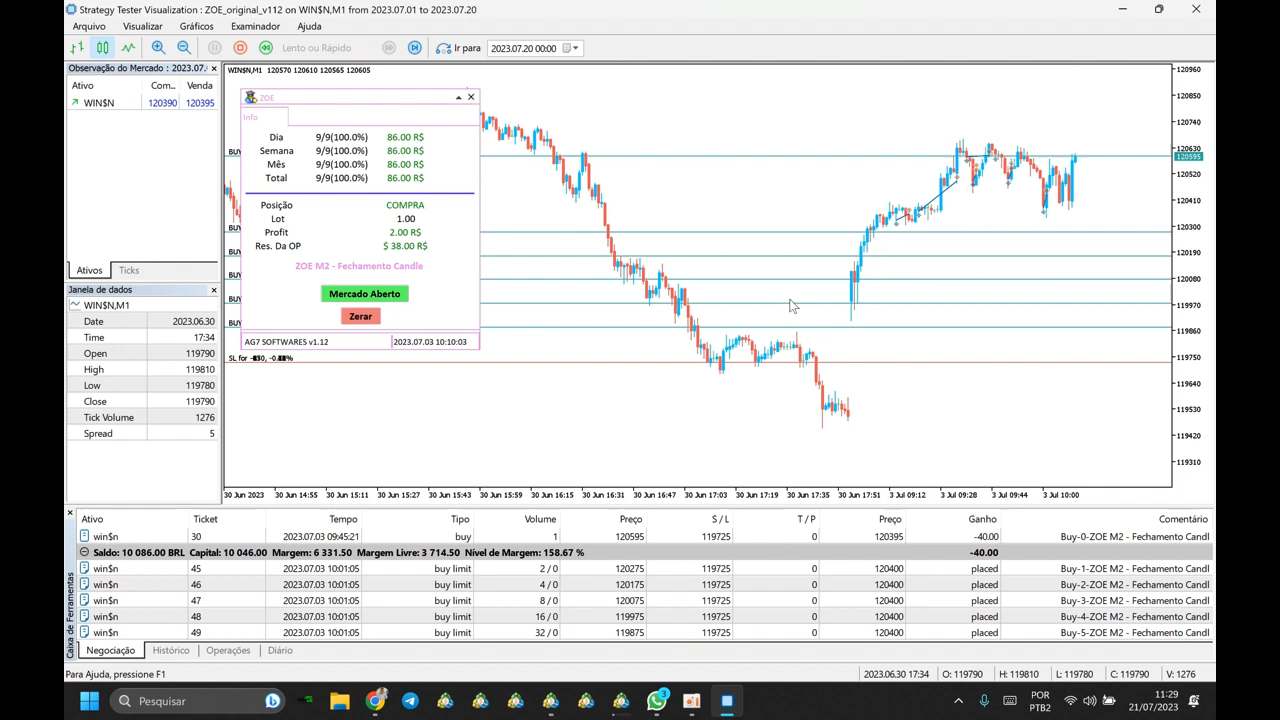 Strategy Tester Visualization : ZOE_original_v112 on WIN$N,M1 from 2023.07.01 to 2023.07.20
Arquivo Visualizar Gráficos Examinador Ajuda
Lento ou Rápido Ir para 2023.07.20 00:00
Observação do Mercado : 2023.07.
Ativo Com... Venda
WIN$N 120390 120395
Ativos Ticks
Janela de dados
WIN$N,M1
Date 2023.06.30
Time 17:34
Open 119790
High 119810
Low 119780
Close 119790
Tick Volume 1276
Spread 5
WIN$N,M1 120570 120610 120565 120605
ZOE
Info
Dia 9/9(100.0%) 86.00 R$
Semana 9/9(100.0%) 86.00 R$
Mês 9/9(100.0%) 86.00 R$
Total 9/9(100.0%) 86.00 R$
Posição COMPRA
Lot 1.00
Profit 2.00 R$
Res. Da OP $ 38.00 R$
ZOE M2 - Fechamento Candle
Mercado Aberto
Zerar
AG7 SOFTWARES v1.12 2023.07.03 10:10:03
BUY
BUY
BUY
BUY
BUY
BUY
SL for
120960
120850
120740
120630
120595
120520
120410
120300
120190
120080
119970
119860
119750
119640
119530
119420
119310
30 Jun 2023 30 Jun 14:55 30 Jun 15:11 30 Jun 15:27 30 Jun 15:43 30 Jun 15:59 30 Jun 16:15 30 Jun 16:31 30 Jun 16:47 30 Jun 17:03 30 Jun 17:19 30 Jun 17:35 30 Jun 17:51 3 Jul 09:12 3 Jul 09:28 3 Jul 09:44 3 Jul 10:00
Caixa de Ferramentas
Ativo Ticket Tempo Tipo Volume Preço S / L T / P Preço Ganho Comentário
win$n 30 2023.07.03 09:45:21 buy 1 120595 119725 0 120395 -40.00 Buy-0-ZOE M2 - Fechamento Candl
Saldo: 10 086.00 BRL Capital: 10 046.00 Margem: 6 331.50 Margem Livre: 3 714.50 Nível de Margem: 158.67 % -40.00
win$n 45 2023.07.03 10:01:05 buy limit 2 / 0 120275 119725 0 120400 placed Buy-1-ZOE M2 - Fechamento Candl
win$n 46 2023.07.03 10:01:05 buy limit 4 / 0 120175 119725 0 120400 placed Buy-2-ZOE M2 - Fechamento Candl
win$n 47 2023.07.03 10:01:05 buy limit 8 / 0 120075 119725 0 120400 placed Buy-3-ZOE M2 - Fechamento Candl
win$n 48 2023.07.03 10:01:05 buy limit 16 / 0 119975 119725 0 120400 placed Buy-4-ZOE M2 - Fechamento Candl
win$n 49 2023.07.03 10:01:05 buy limit 32 / 0 119875 119725 0 120400 placed Buy-5-ZOE M2 - Fechamento Candl
Negociação Histórico Operações Diário
Para Ajuda, pressione F1 2023.06.30 17:34 O: 119790 H: 119810 L: 119780 C: 119790 V: 1276
Pesquisar 3 POR 11:29
PTB2 21/07/2023